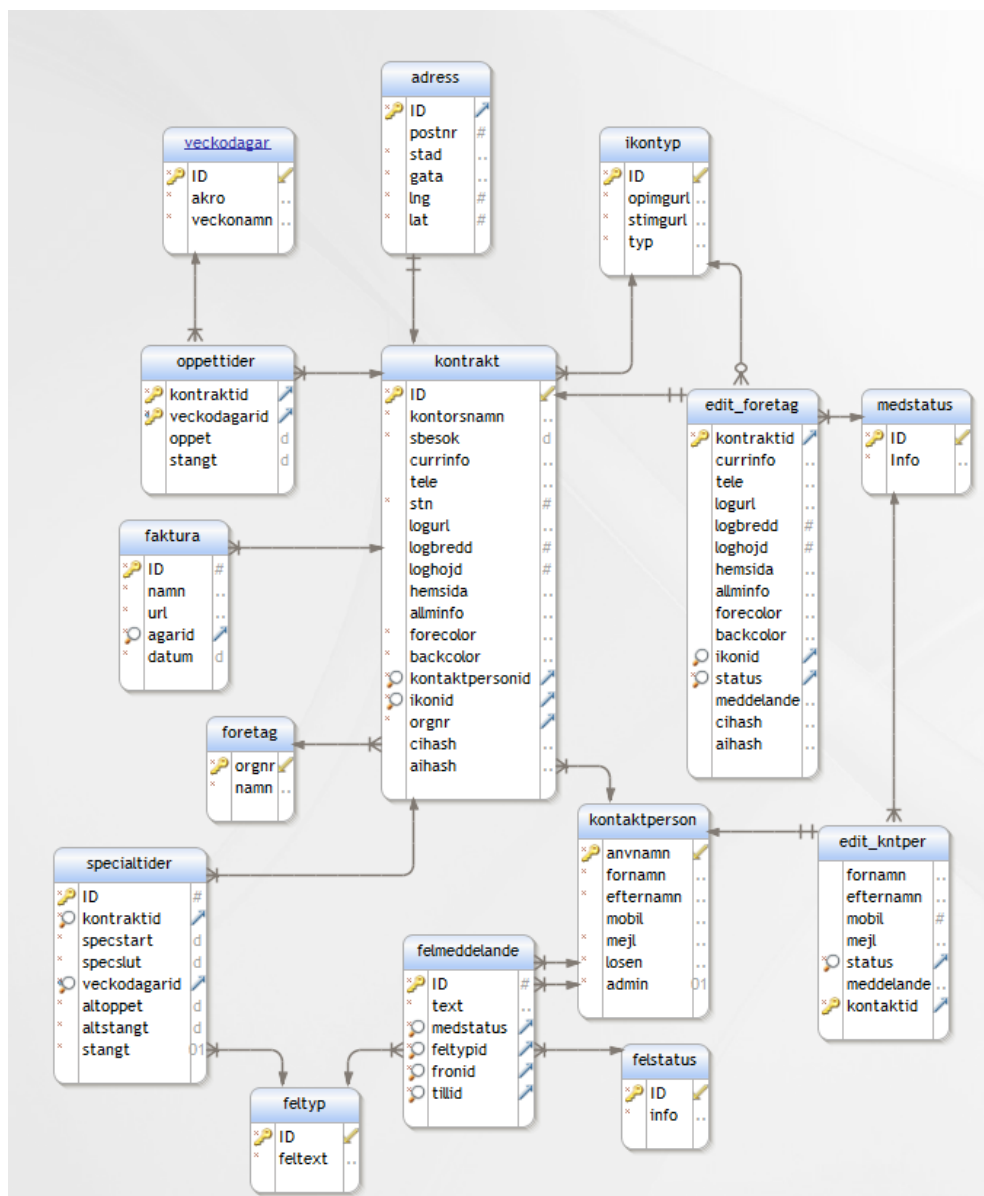 adress
ID
postnr #
stad ..
gata ..
lng #
lat #
veckodagar
ID
akro ..
veckonamn ..
ikontyp
ID
opimgurl ..
stimgurl ..
typ ..
oppettider
kontraktid
veckodagarid
oppet d
stangt d
kontrakt
ID
kontorsnamn ..
sbesok d
currinfo ..
tele ..
stn #
logurl ..
logbredd #
loghojd #
hemsida ..
allminfo ..
forecolor ..
backcolor ..
kontaktpersonid
ikonid
orgnr
cihash ..
aihash ..
edit_foretag
kontraktid
currinfo ..
tele ..
logurl ..
logbredd #
loghojd #
hemsida ..
allminfo ..
forecolor ..
backcolor ..
ikonid
status
meddelande ..
cihash ..
aihash ..
medstatus
ID
Info ..
faktura
ID #
namn ..
url ..
agarid
datum d
foretag
orgnr
namn ..
kontaktperson
anvnamn
fornamn ..
efternamn ..
mobil ..
mejl ..
losen ..
admin 01
edit_kntper
fornamn ..
efternamn ..
mobil #
mejl ..
status
meddelande ..
kontaktid
specialtider
ID #
kontraktid
specstart d
specslut d
veckodagarid
altoppet d
altstangt d
stangt 01
felmeddelande
ID #
text ..
medstatus
feltypid
fronid
tillid
felstatus
ID
info ..
feltyp
ID
feltext ..